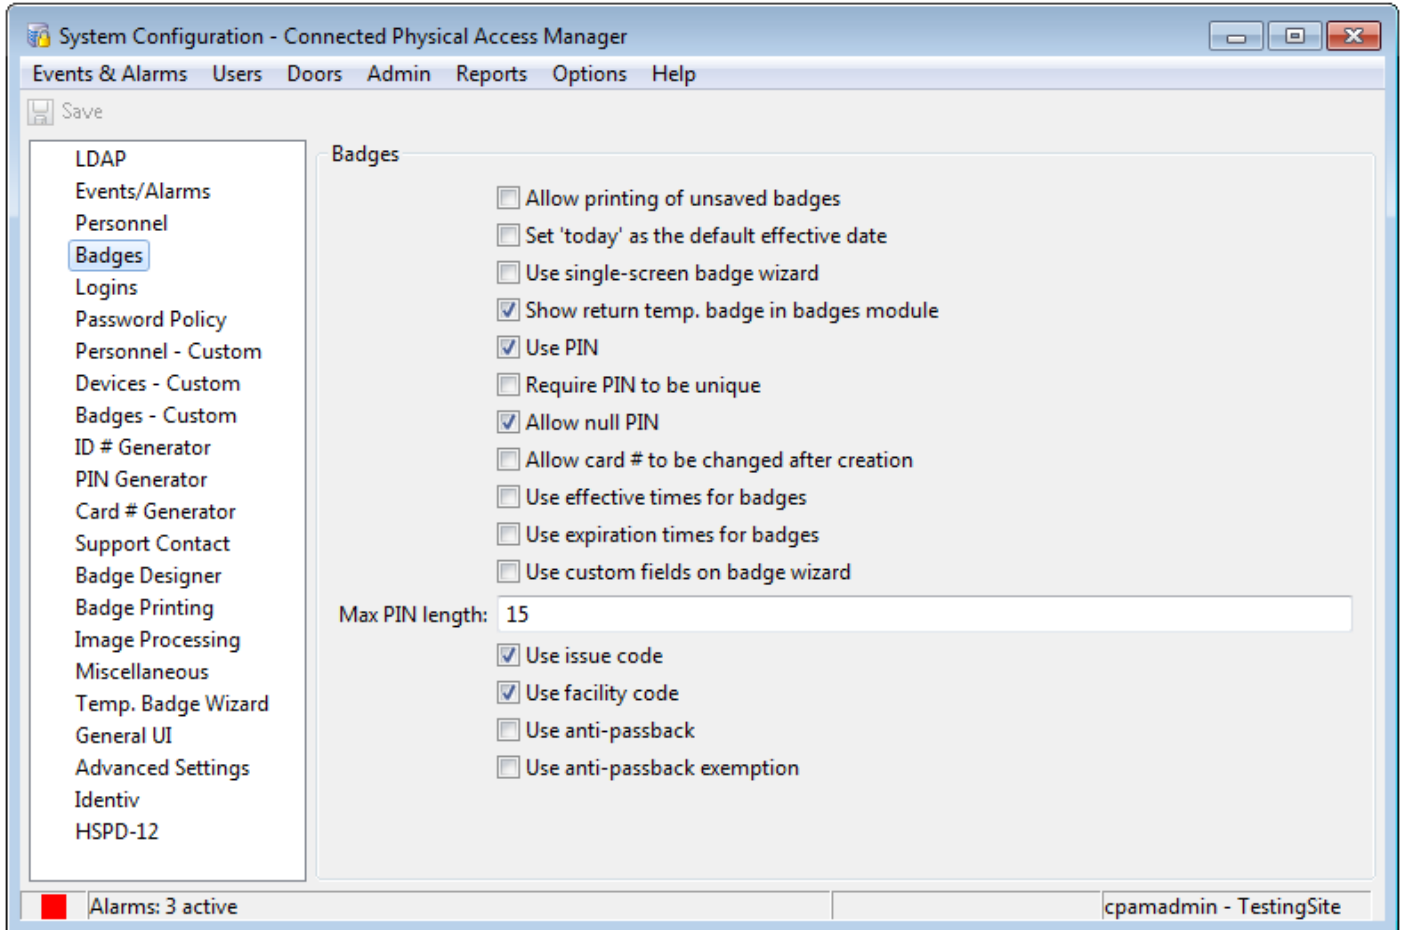 System Configuration - Connected Physical Access Manager
Events & Alarms Users Doors Admin Reports Options Help
Save
LDAP
Events/Alarms
Personnel
Badges
Logins
Password Policy
Personnel - Custom
Devices - Custom
Badges - Custom
ID # Generator
PIN Generator
Card # Generator
Support Contact
Badge Designer
Badge Printing
Image Processing
Miscellaneous
Temp. Badge Wizard
General UI
Advanced Settings
Identiv
HSPD-12
Badges
Allow printing of unsaved badges
Set 'today' as the default effective date
Use single-screen badge wizard
Show return temp. badge in badges module
Use PIN
Require PIN to be unique
Allow null PIN
Allow card # to be changed after creation
Use effective times for badges
Use expiration times for badges
Use custom fields on badge wizard
Max PIN length: 15
Use issue code
Use facility code
Use anti-passback
Use anti-passback exemption
Alarms: 3 active
cpamadmin - TestingSite